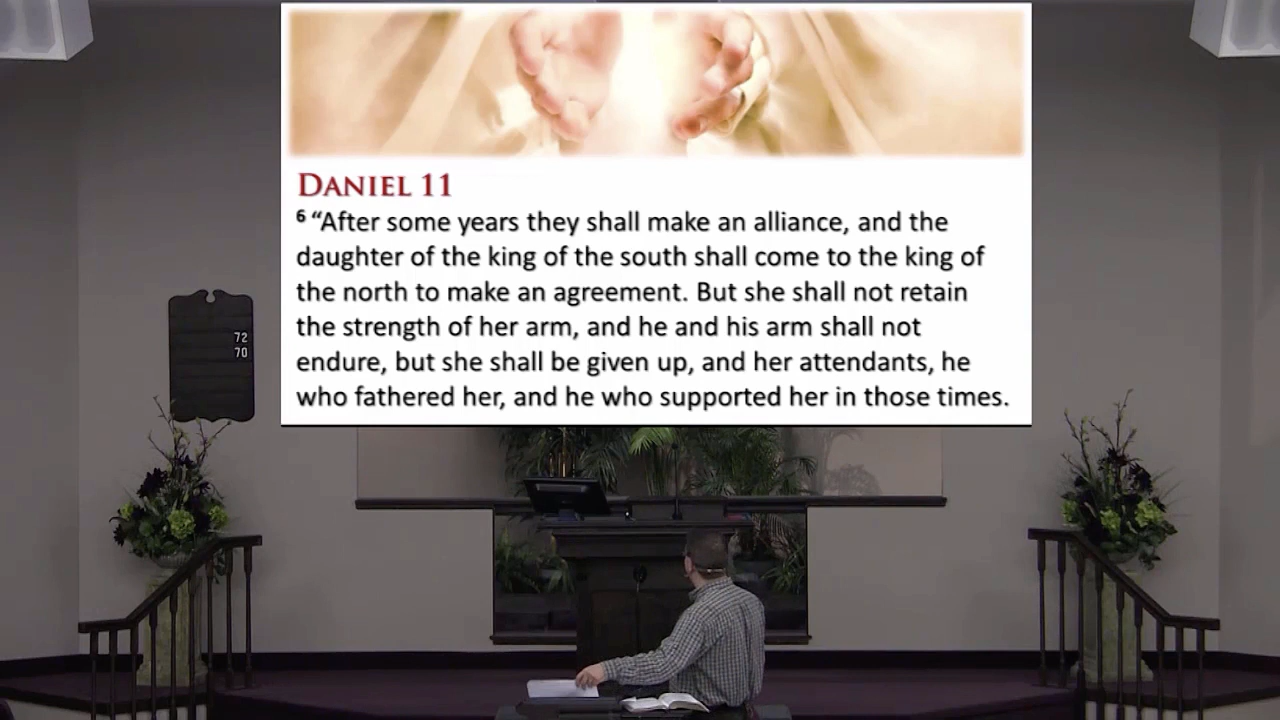 DANIEL 11
6 “After some years they shall make an alliance, and the
daughter of the king of the south shall come to the king of
the north to make an agreement. But she shall not retain
the strength of her arm, and he and his arm shall not
endure, but she shall be given up, and her attendants, he
who fathered her, and he who supported her in those times.
72
70